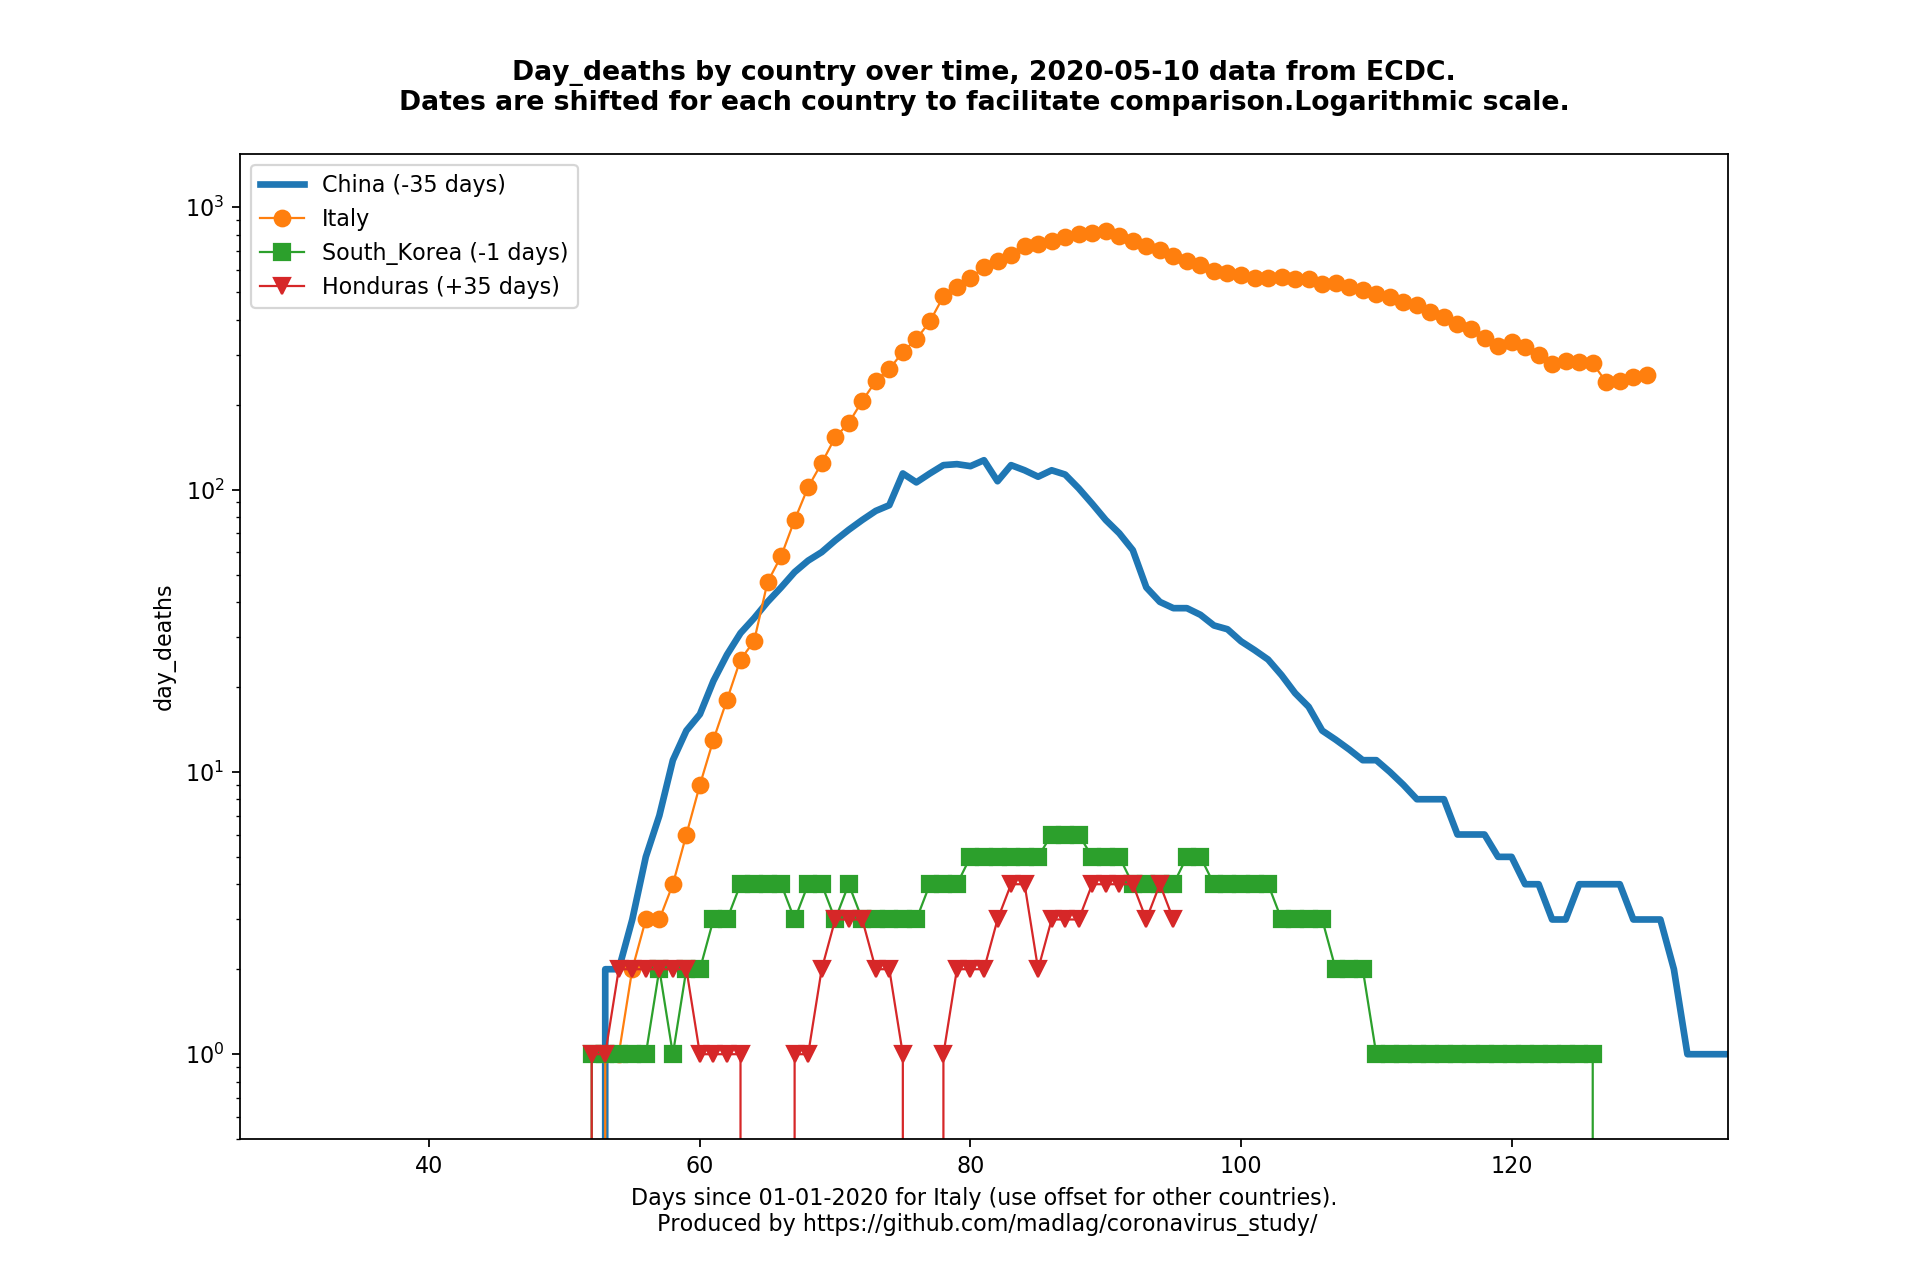 Day_deaths by country over time, 2020-05-10 data from ECDC.
Dates are shifted for each country to facilitate comparison.Logarithmic scale.
China (-35 days)
Italy
South_Korea (-1 days)
Honduras (+35 days)
10³
10²
10¹
10⁰
day_deaths
40
60
80
100
120
Days since 01-01-2020 for Italy (use offset for other countries).
Produced by https://github.com/madlag/coronavirus_study/